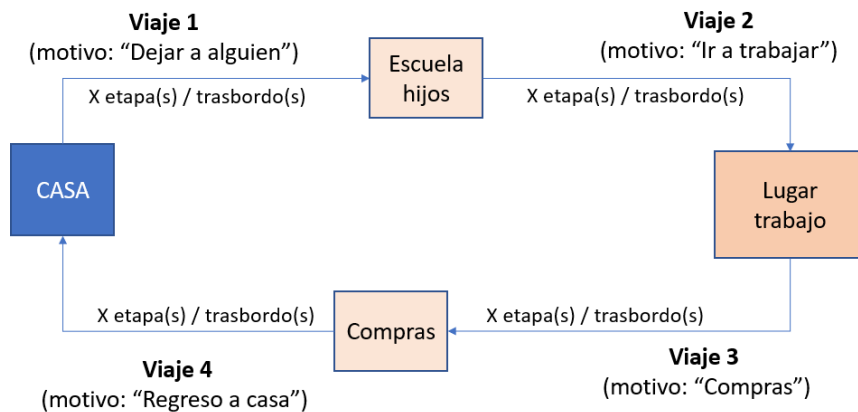 Viaje 1
(motivo: “Dejar a alguien”)
Viaje 2
(motivo: “Ir a trabajar”)
Escuela
hijos
X etapa(s) / trasbordo(s)
X etapa(s) / trasbordo(s)
CASA
Lugar
trabajo
X etapa(s) / trasbordo(s)
Compras
X etapa(s) / trasbordo(s)
Viaje 4
(motivo: “Regreso a casa”)
Viaje 3
(motivo: “Compras”)